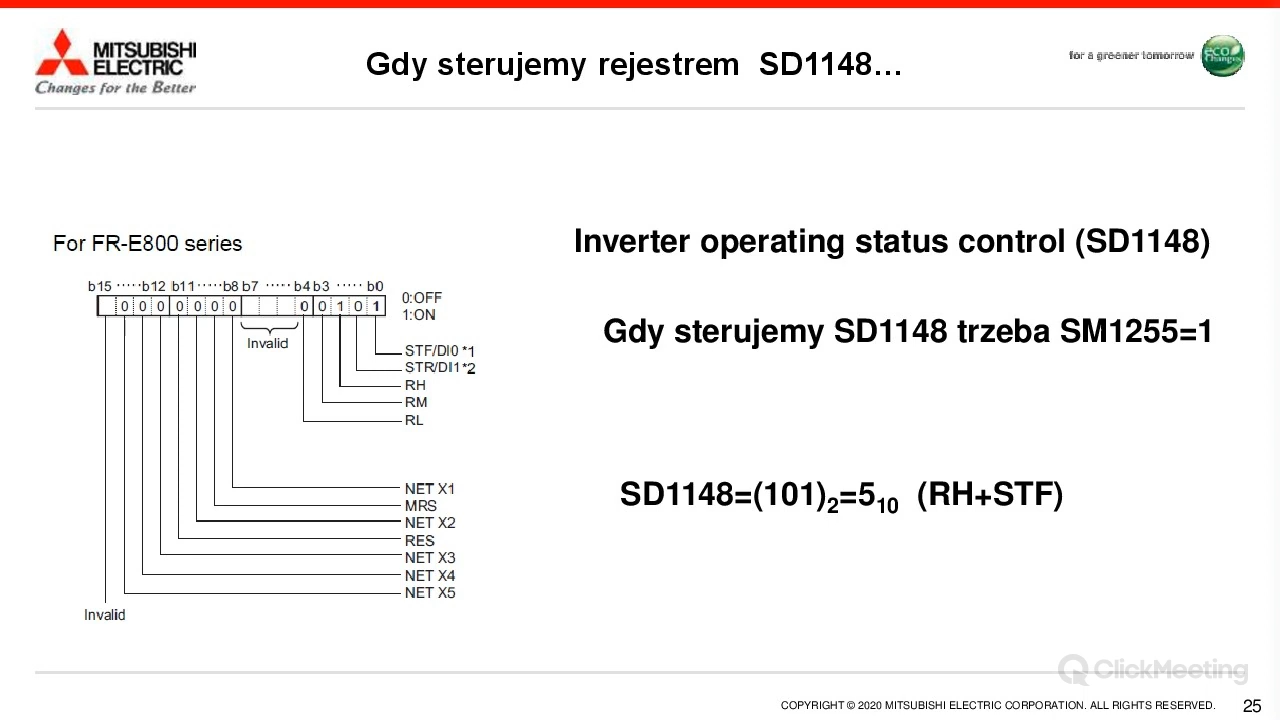 MITSUBISHI
ELECTRIC
Changes for the Better
Gdy sterujemy rejestrem SD1148…
for a greener tomorrow
eco
Changes
For FR-E800 series
Inverter operating status control (SD1148)
b15 ·····b12 b11·····b8 b7 ····· b4 b3 ····· b0
0 0 0 0 0 0 0 0 0 1 0 1
0:OFF
1:ON
Invalid
Gdy sterujemy SD1148 trzeba SM1255=1
STF/DI0 *1
STR/DI1 *2
RH
RM
RL
NET X1
MRS
NET X2
RES
NET X3
NET X4
NET X5
Invalid
SD1148=(101)₂=5₁₀ (RH+STF)
ClickMeeting
COPYRIGHT © 2020 MITSUBISHI ELECTRIC CORPORATION. ALL RIGHTS RESERVED.
25